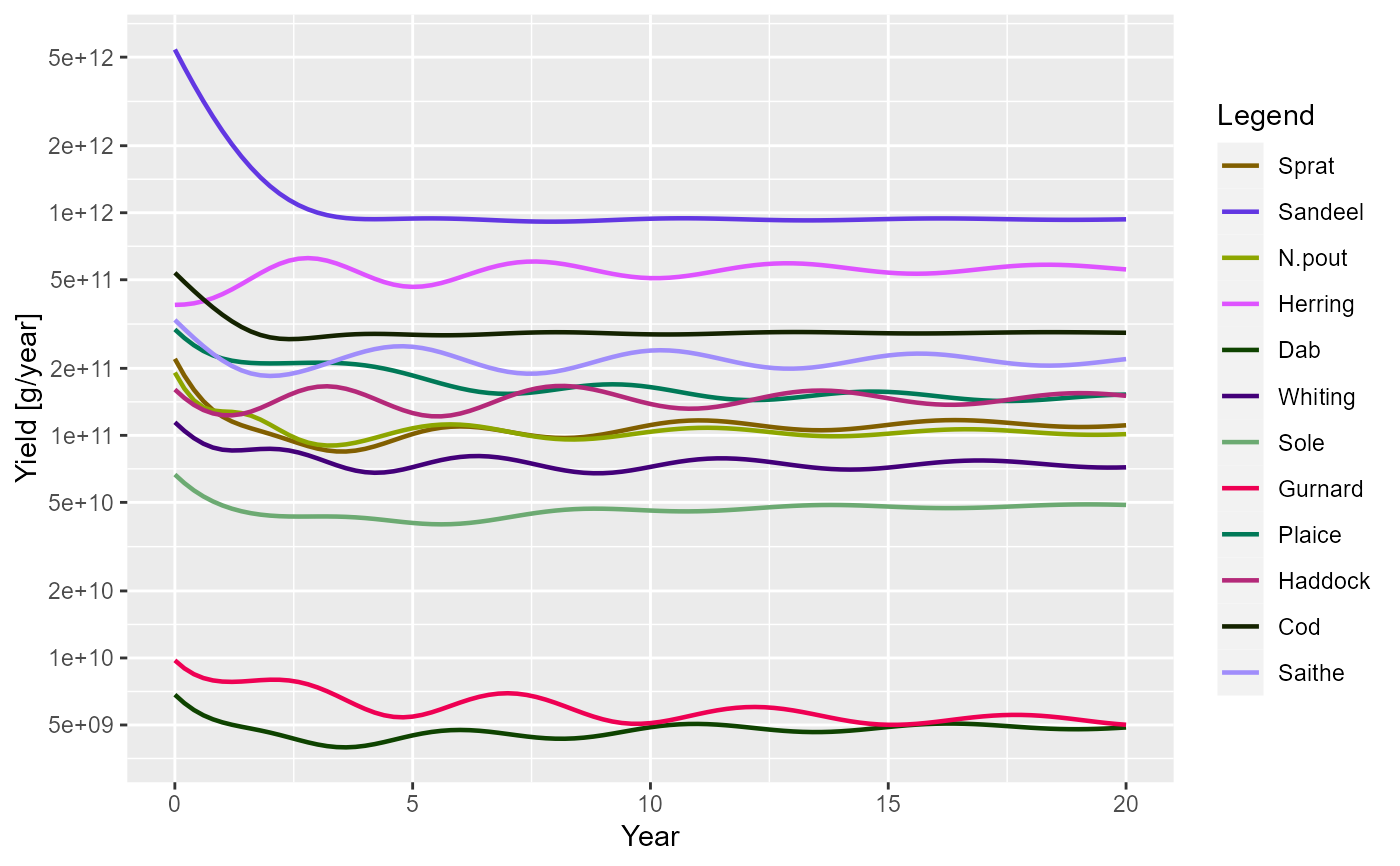 5e+12
2e+12
1e+12
5e+11
2e+11
1e+11
5e+10
2e+10
1e+10
5e+09
Yield [g/year]
0 5 10 15 20
Year
Legend
Sprat
Sandeel
N.pout
Herring
Dab
Whiting
Sole
Gurnard
Plaice
Haddock
Cod
Saithe